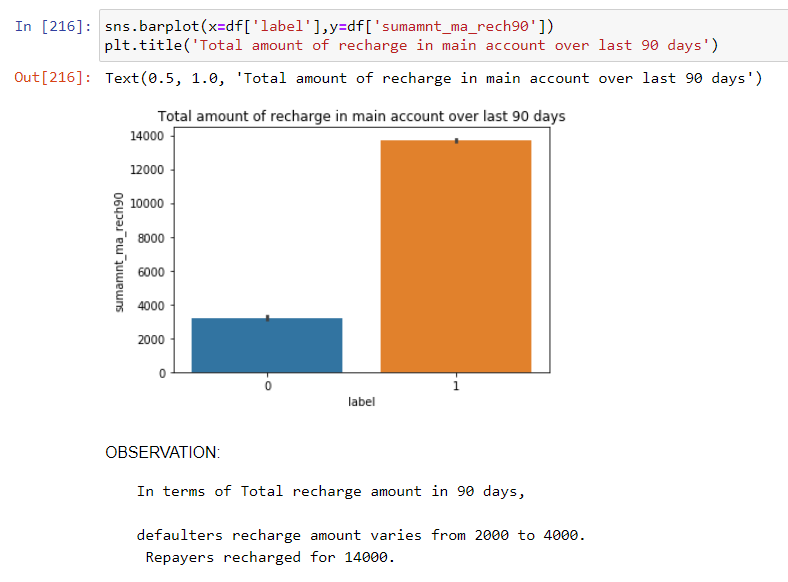 In [216]: sns.barplot(x=df['label'],y=df['sumamnt_ma_rech90'])
plt.title('Total amount of recharge in main account over last 90 days')
Out[216]: Text(0.5, 1.0, 'Total amount of recharge in main account over last 90 days')
Total amount of recharge in main account over last 90 days
14000
12000
10000
8000
6000
4000
2000
0
sumamnt_ma_rech90
0 1
label
OBSERVATION:
In terms of Total recharge amount in 90 days,
defaulters recharge amount varies from 2000 to 4000.
Repayers recharged for 14000.